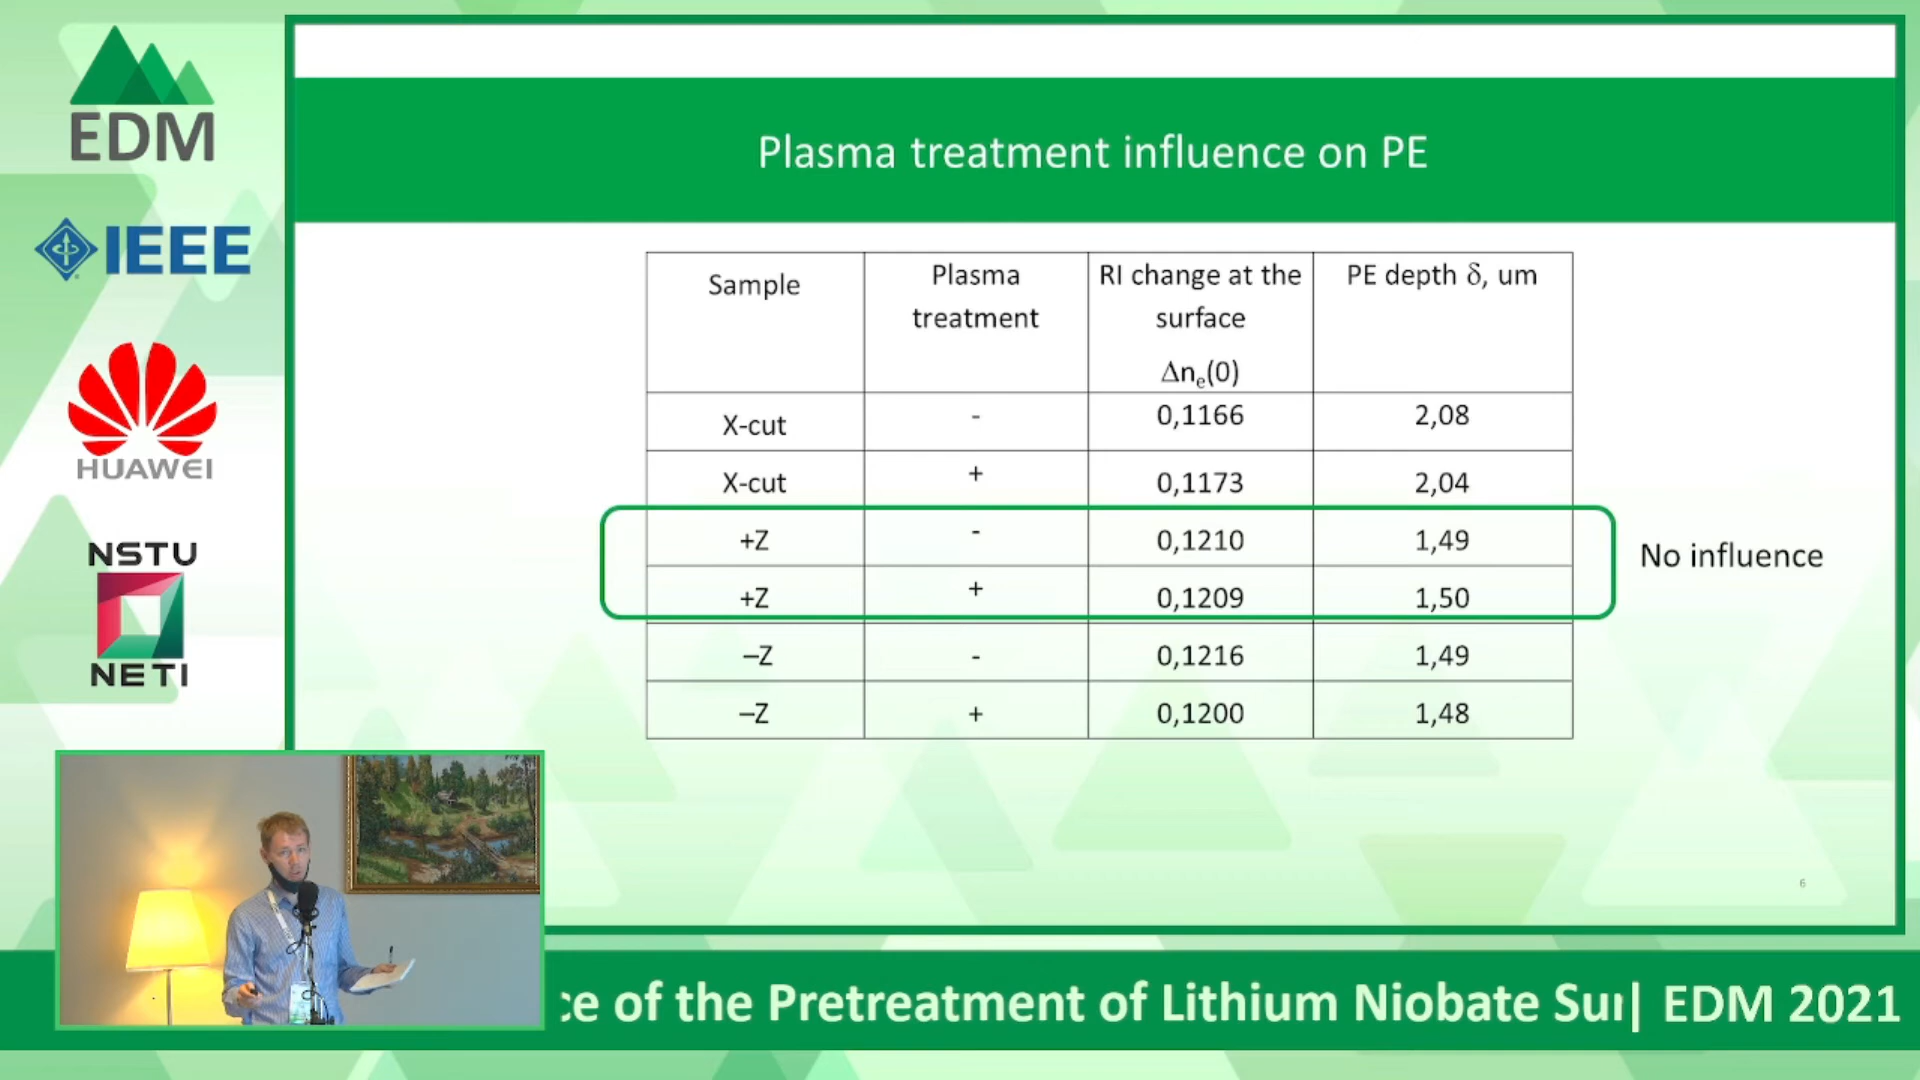 EDM
IEEE
HUAWEI
NSTU
NETI
Plasma treatment influence on PE
Sample
Plasma
treatment
RI change at the
surface
Δnₑ(0)
PE depth δ, um
X-cut - 0,1166 2,08
X-cut + 0,1173 2,04
+Z - 0,1210 1,49
+Z + 0,1209 1,50
–Z - 0,1216 1,49
–Z + 0,1200 1,48
No influence
6
ce of the Pretreatment of Lithium Niobate Sur| EDM 2021